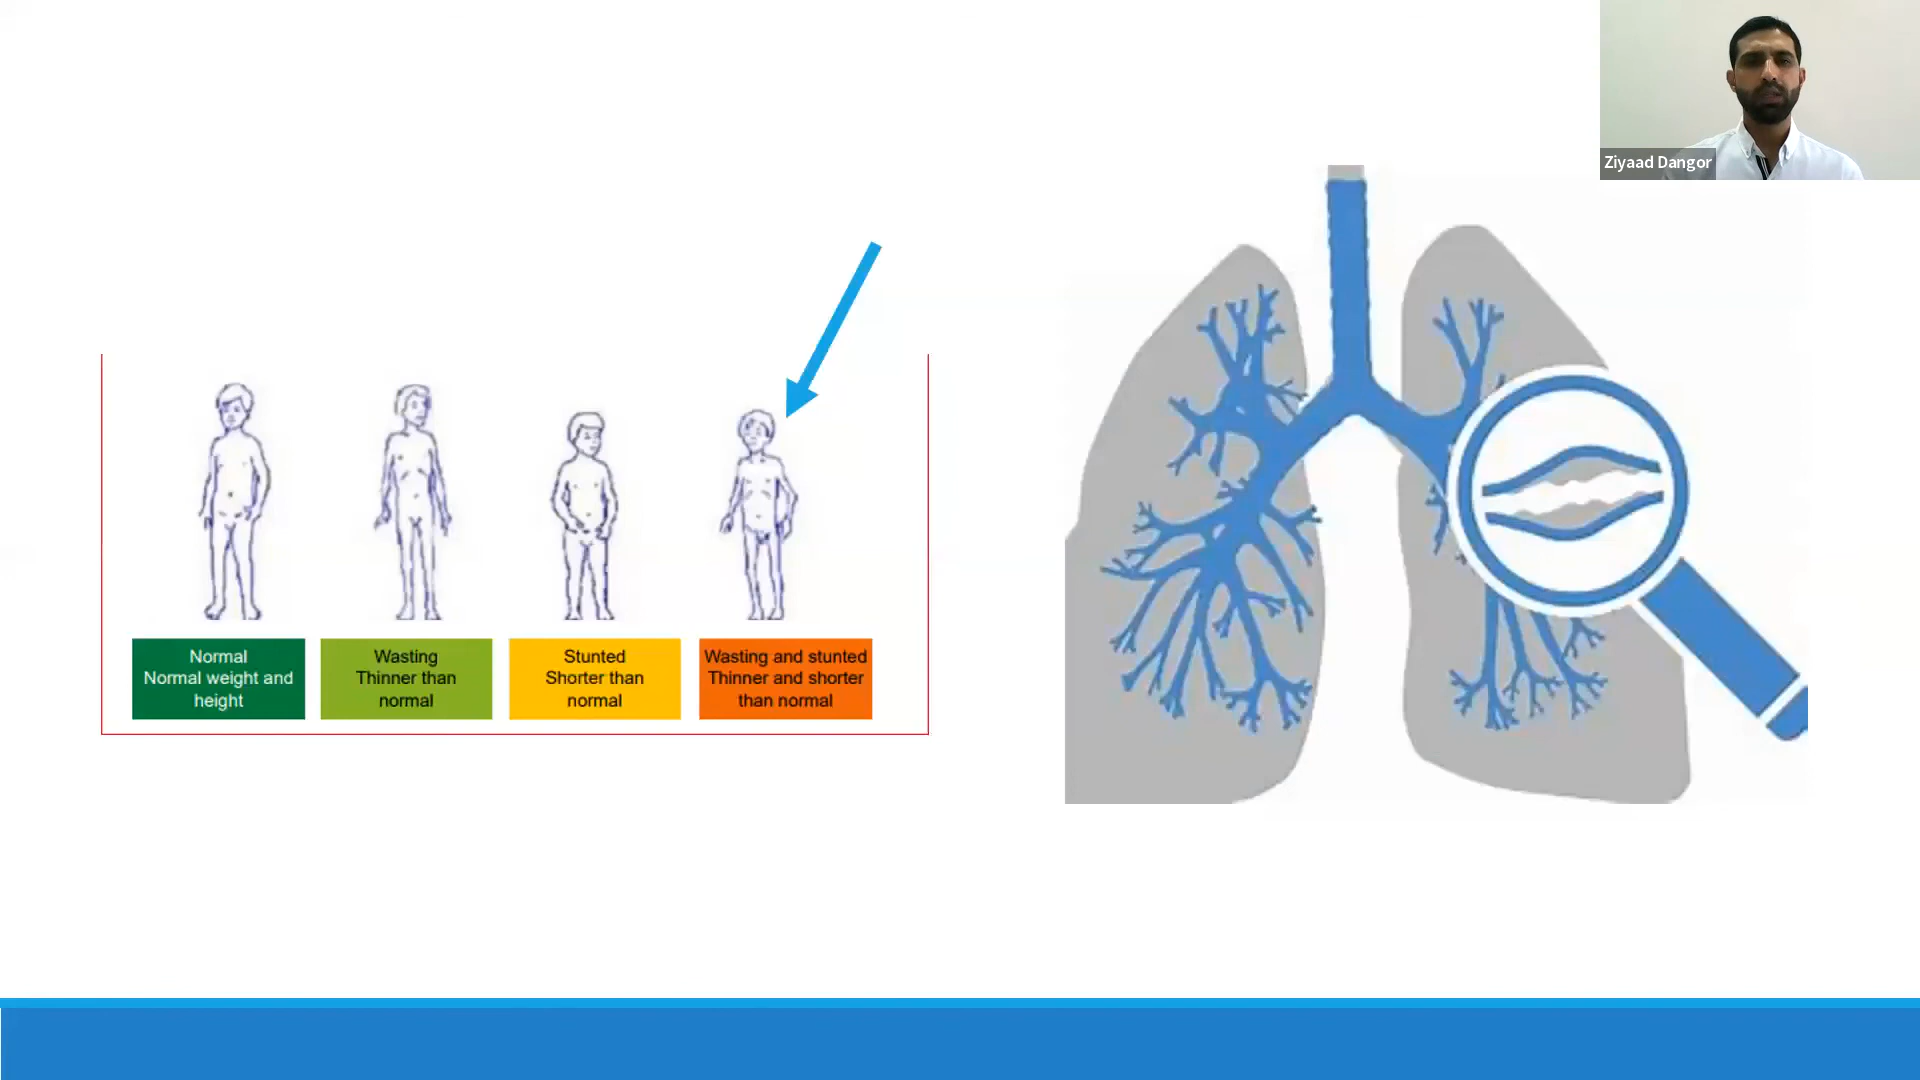 Ziyaad Dangor
Normal
Normal weight and
height
Wasting
Thinner than
normal
Stunted
Shorter than
normal
Wasting and stunted
Thinner and shorter
than normal